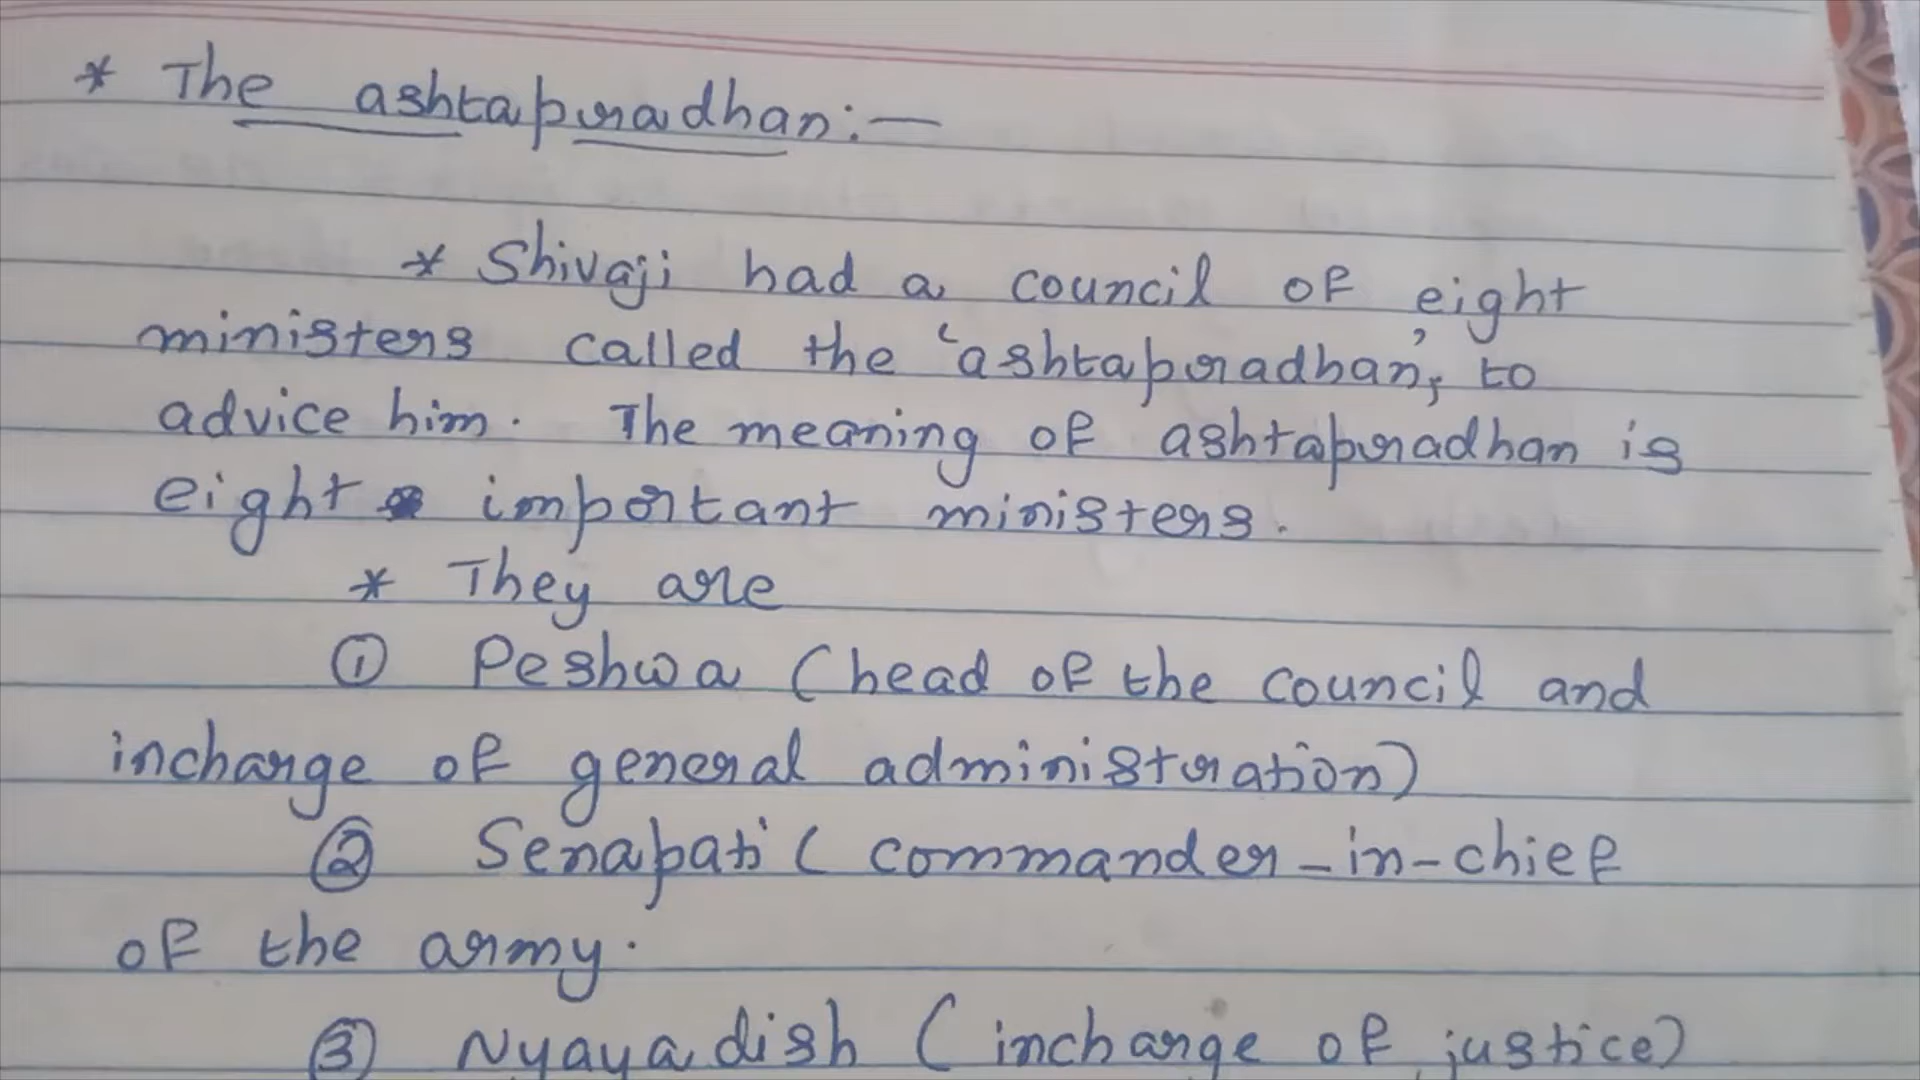 * The ashtapradhan:—
* Shivaji had a council of eight
ministers called the 'ashtapradhan', to
advice him. The meaning of ashtapradhan is
eight important ministers.
* They are
① Peshwa (head of the council and
incharge of general administration)
② Senapati (commander-in-chief
of the army.
③ Nyayadish (incharge of justice)